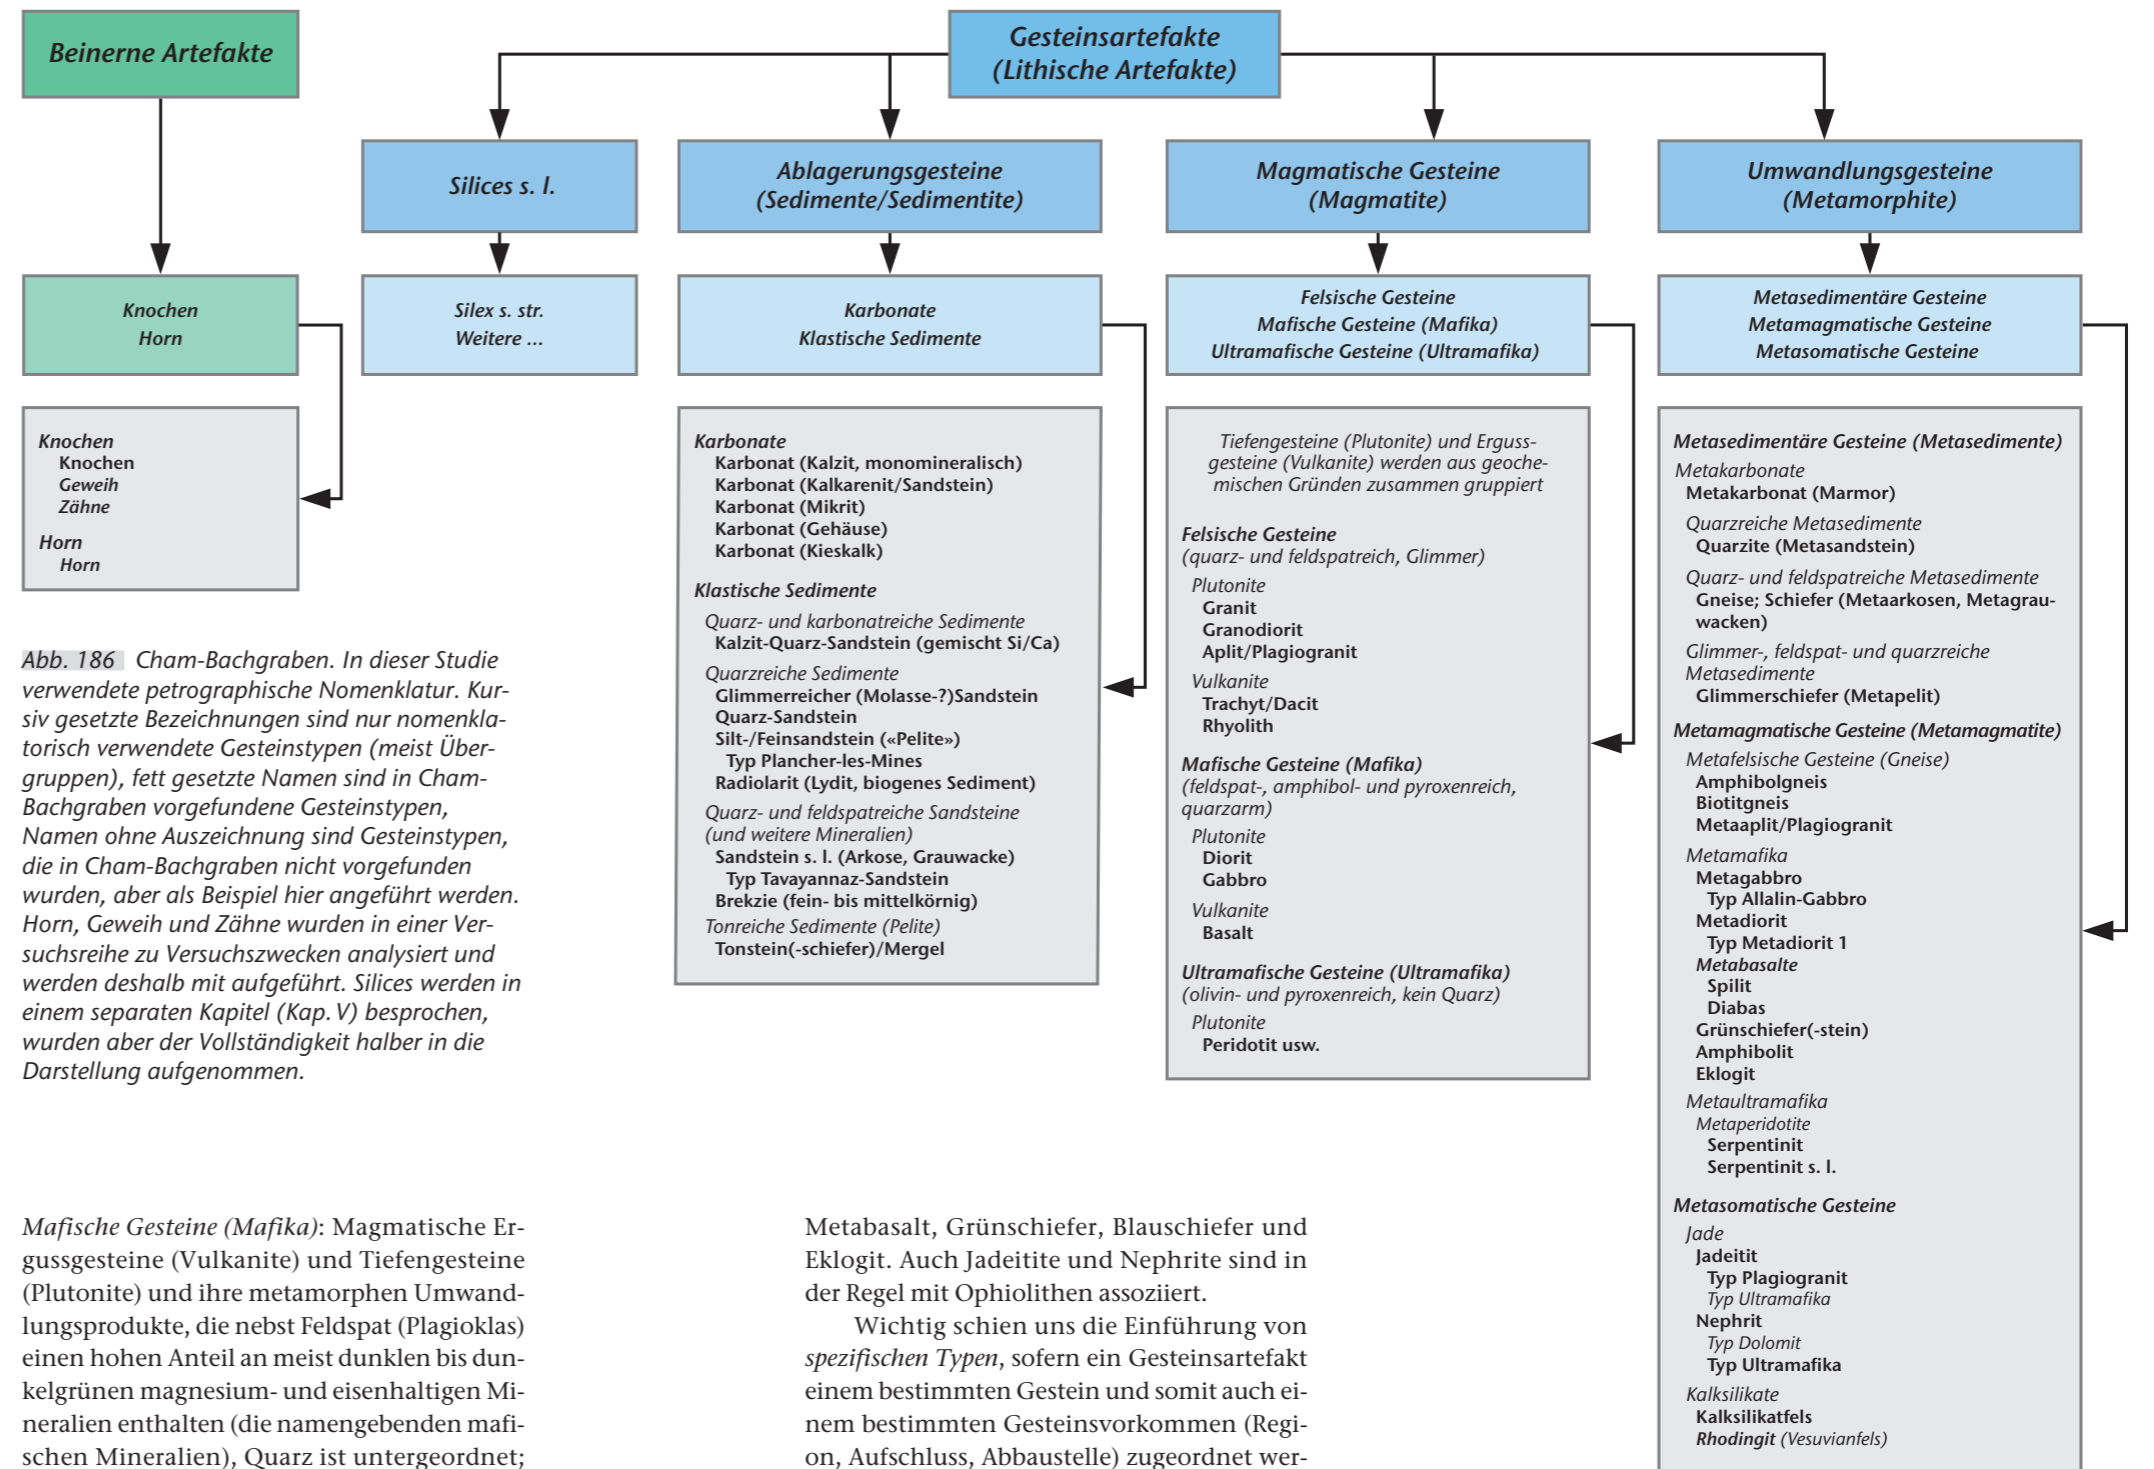 Beinerne Artefakte
Gesteinsartefakte
(Lithische Artefakte)
Silices s. l.
Ablagerungsgesteine
(Sedimente/Sedimentite)
Magmatische Gesteine
(Magmatite)
Umwandlungsgesteine
(Metamorphite)
Knochen
Horn
Silex s. str.
Weitere ...
Karbonate
Klastische Sedimente
Felsische Gesteine
Mafische Gesteine (Mafika)
Ultramafische Gesteine (Ultramafika)
Metasedimentäre Gesteine
Metamagmatische Gesteine
Metasomatische Gesteine
Knochen
Knochen
Geweih
Zähne
Horn
Horn
Karbonate
Karbonat (Kalzit, monomineralisch)
Karbonat (Kalkarenit/Sandstein)
Karbonat (Mikrit)
Karbonat (Gehäuse)
Karbonat (Kieskalk)
Klastische Sedimente
Quarz- und karbonatreiche Sedimente
Kalzit-Quarz-Sandstein (gemischt Si/Ca)
Quarzreiche Sedimente
Glimmerreicher (Molasse-?)Sandstein
Quarz-Sandstein
Silt-/Feinsandstein («Pelite»)
Typ Plancher-les-Mines
Radiolarit (Lydit, biogenes Sediment)
Quarz- und feldspatreiche Sandsteine
(und weitere Mineralien)
Sandstein s. l. (Arkose, Grauwacke)
Typ Tavayannaz-Sandstein
Brekzie (fein- bis mittelkörnig)
Tonreiche Sedimente (Pelite)
Tonstein(-schiefer)/Mergel
Tiefengesteine (Plutonite) und Erguss-
gesteine (Vulkanite) werden aus geoche-
mischen Gründen zusammen gruppiert
Felsische Gesteine
(quarz- und feldspatreich, Glimmer)
Plutonite
Granit
Granodiorit
Aplit/Plagiogranit
Vulkanite
Trachyt/Dacit
Rhyolith
Mafische Gesteine (Mafika)
(feldspat-, amphibol- und pyroxenreich,
quarzarm)
Plutonite
Diorit
Gabbro
Vulkanite
Basalt
Ultramafische Gesteine (Ultramafika)
(olivin- und pyroxenreich, kein Quarz)
Plutonite
Peridotit usw.
Metasedimentäre Gesteine (Metasedimente)
Metakarbonate
Metakarbonat (Marmor)
Quarzreiche Metasedimente
Quarzite (Metasandstein)
Quarz- und feldspatreiche Metasedimente
Gneise; Schiefer (Metaarkosen, Metagrau-
wacken)
Glimmer-, feldspat- und quarzreiche
Metasedimente
Glimmerschiefer (Metapelit)
Metamagmatische Gesteine (Metamagmatite)
Metafelsische Gesteine (Gneise)
Amphibolgneis
Biotitgneis
Metaaplit/Plagiogranit
Metamafika
Metagabbro
Typ Allalin-Gabbro
Metadiorit
Typ Metadiorit 1
Metabasalte
Spilit
Diabas
Grünschiefer(-stein)
Amphibolit
Eklogit
Metaultramafika
Metaperidotite
Serpentinit
Serpentinit s. l.
Metasomatische Gesteine
Jade
Jadeitit
Typ Plagiogranit
Typ Ultramafika
Nephrit
Typ Dolomit
Typ Ultramafika
Kalksilikate
Kalksilikatfels
Rhodingit (Vesuvianfels)
Abb. 186 Cham-Bachgraben. In dieser Studie
verwendete petrographische Nomenklatur. Kur-
siv gesetzte Bezeichnungen sind nur nomenkla-
torisch verwendete Gesteinstypen (meist Über-
gruppen), fett gesetzte Namen sind in Cham-
Bachgraben vorgefundene Gesteinstypen,
Namen ohne Auszeichnung sind Gesteinstypen,
die in Cham-Bachgraben nicht vorgefunden
wurden, aber als Beispiel hier angeführt werden.
Horn, Geweih und Zähne wurden in einer Ver-
suchsreihe zu Versuchszwecken analysiert und
werden deshalb mit aufgeführt. Silices werden in
einem separaten Kapitel (Kap. V) besprochen,
wurden aber der Vollständigkeit halber in die
Darstellung aufgenommen.
Mafische Gesteine (Mafika): Magmatische Er-
gussgesteine (Vulkanite) und Tiefengesteine
(Plutonite) und ihre metamorphen Umwand-
lungsprodukte, die nebst Feldspat (Plagioklas)
einen hohen Anteil an meist dunklen bis dun-
kelgrünen magnesium- und eisenhaltigen Mi-
neralien enthalten (die namengebenden mafi-
schen Mineralien), Quarz ist untergeordnet;
Metabasalt, Grünschiefer, Blauschiefer und
Eklogit. Auch Jadeitite und Nephrite sind in
der Regel mit Ophiolithen assoziiert.
Wichtig schien uns die Einführung von
spezifischen Typen, sofern ein Gesteinsartefakt
einem bestimmten Gestein und somit auch ei-
nem bestimmten Gesteinsvorkommen (Regi-
on, Aufschluss, Abbaustelle) zugeordnet wer-